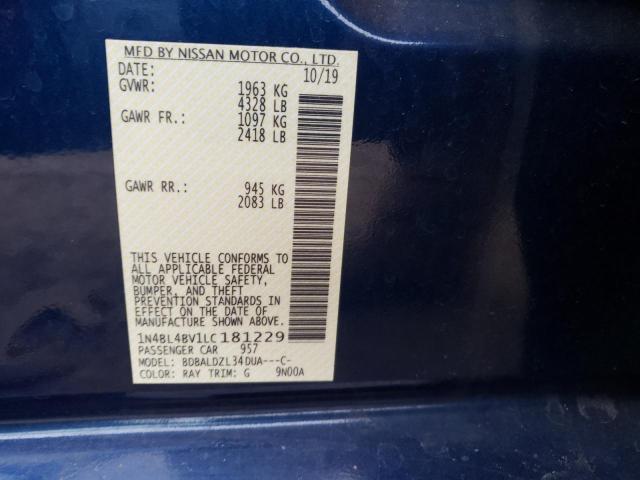 MFD BY NISSAN MOTOR CO., LTD.
DATE: 10/19
GVWR: 1963 KG
4328 LB
GAWR FR.: 1097 KG
2418 LB
GAWR RR.: 945 KG
2083 LB
THIS VEHICLE CONFORMS TO
ALL APPLICABLE FEDERAL
MOTOR VEHICLE SAFETY,
BUMPER, AND THEFT
PREVENTION STANDARDS IN
EFFECT ON THE DATE OF
MANUFACTURE SHOWN ABOVE.
1N4BL4BV1LC181229
PASSENGER CAR 957
MODEL: BDBALDZL34DUA---C-
COLOR: RAY TRIM: G 9N00A